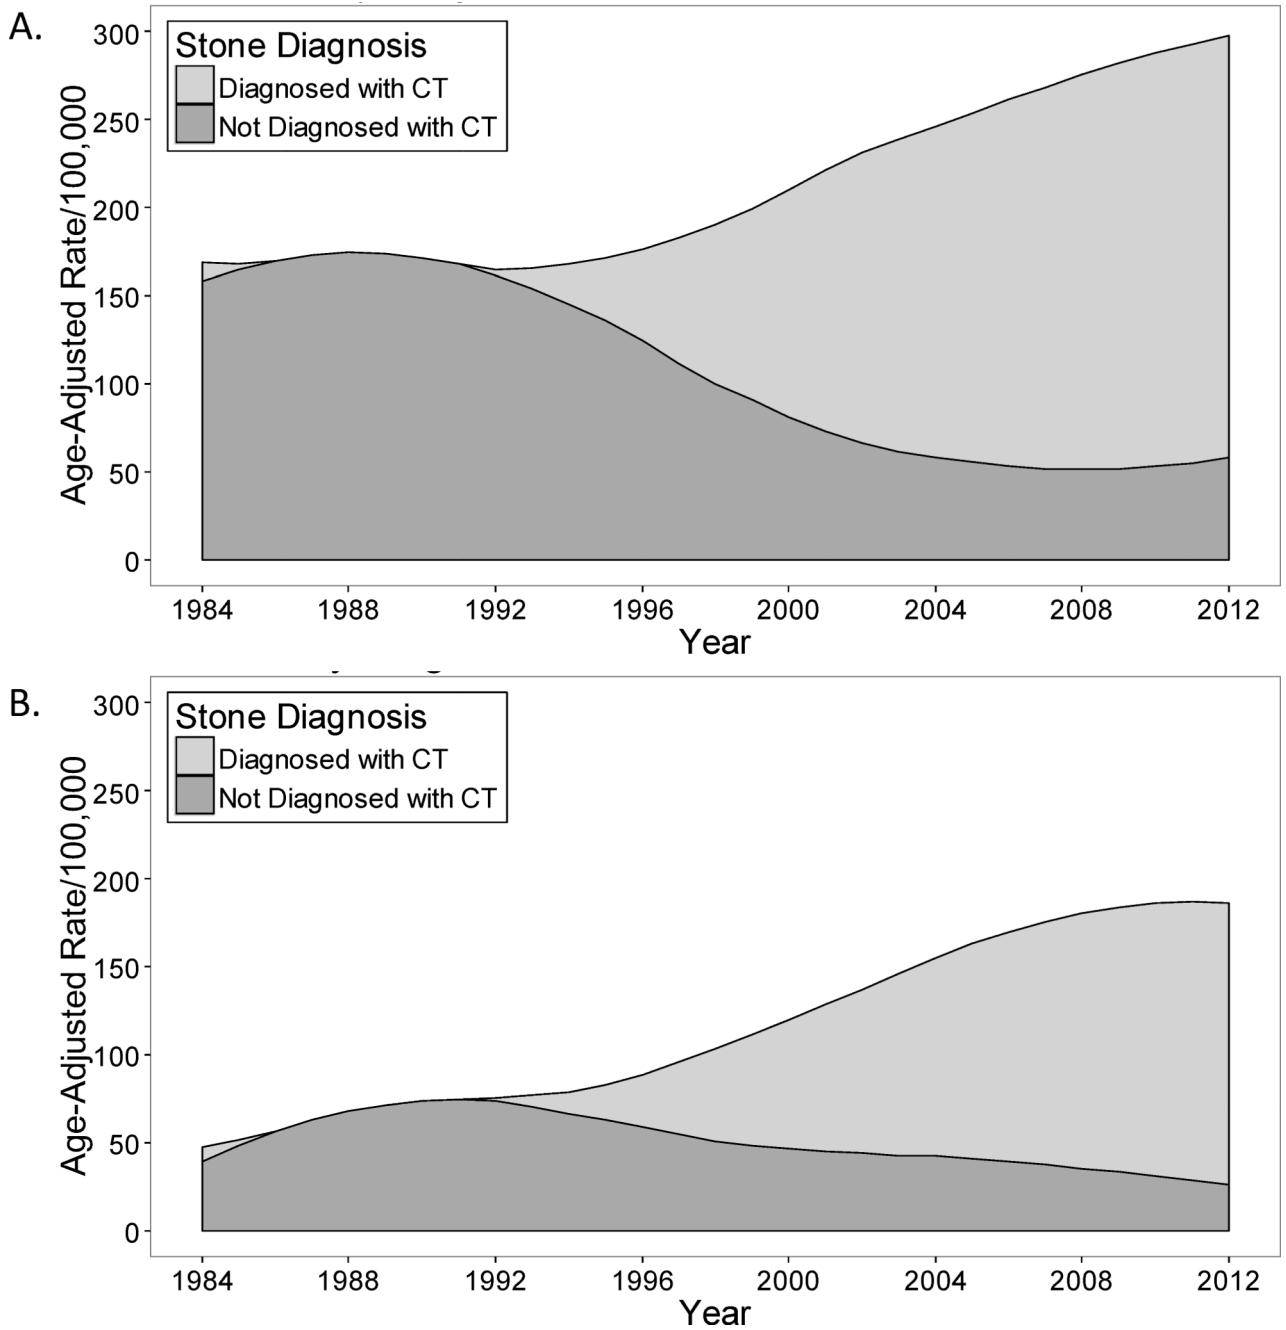 A.
Stone Diagnosis
Diagnosed with CT
Not Diagnosed with CT
Age-Adjusted Rate/100,000
300
250
200
150
100
50
0
1984 1988 1992 1996 2000 2004 2008 2012
Year
B.
Stone Diagnosis
Diagnosed with CT
Not Diagnosed with CT
Age-Adjusted Rate/100,000
300
250
200
150
100
50
0
1984 1988 1992 1996 2000 2004 2008 2012
Year